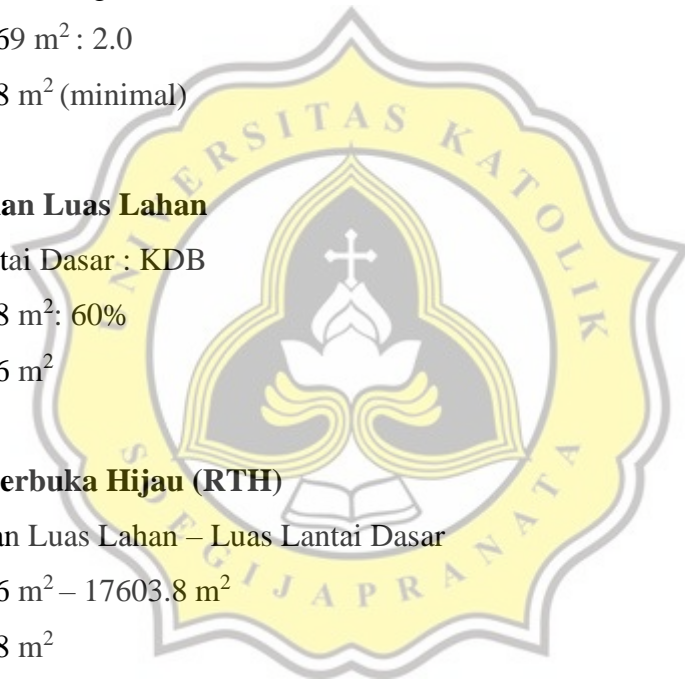 69 m² : 2.0
8 m² (minimal)
an Luas Lahan
tai Dasar : KDB
8 m²: 60%
6 m²
erbuka Hijau (RTH)
an Luas Lahan – Luas Lantai Dasar
6 m² – 17603.8 m²
8 m²
UNIVERSITAS KATOLIK
SOEGIJAPRANATA